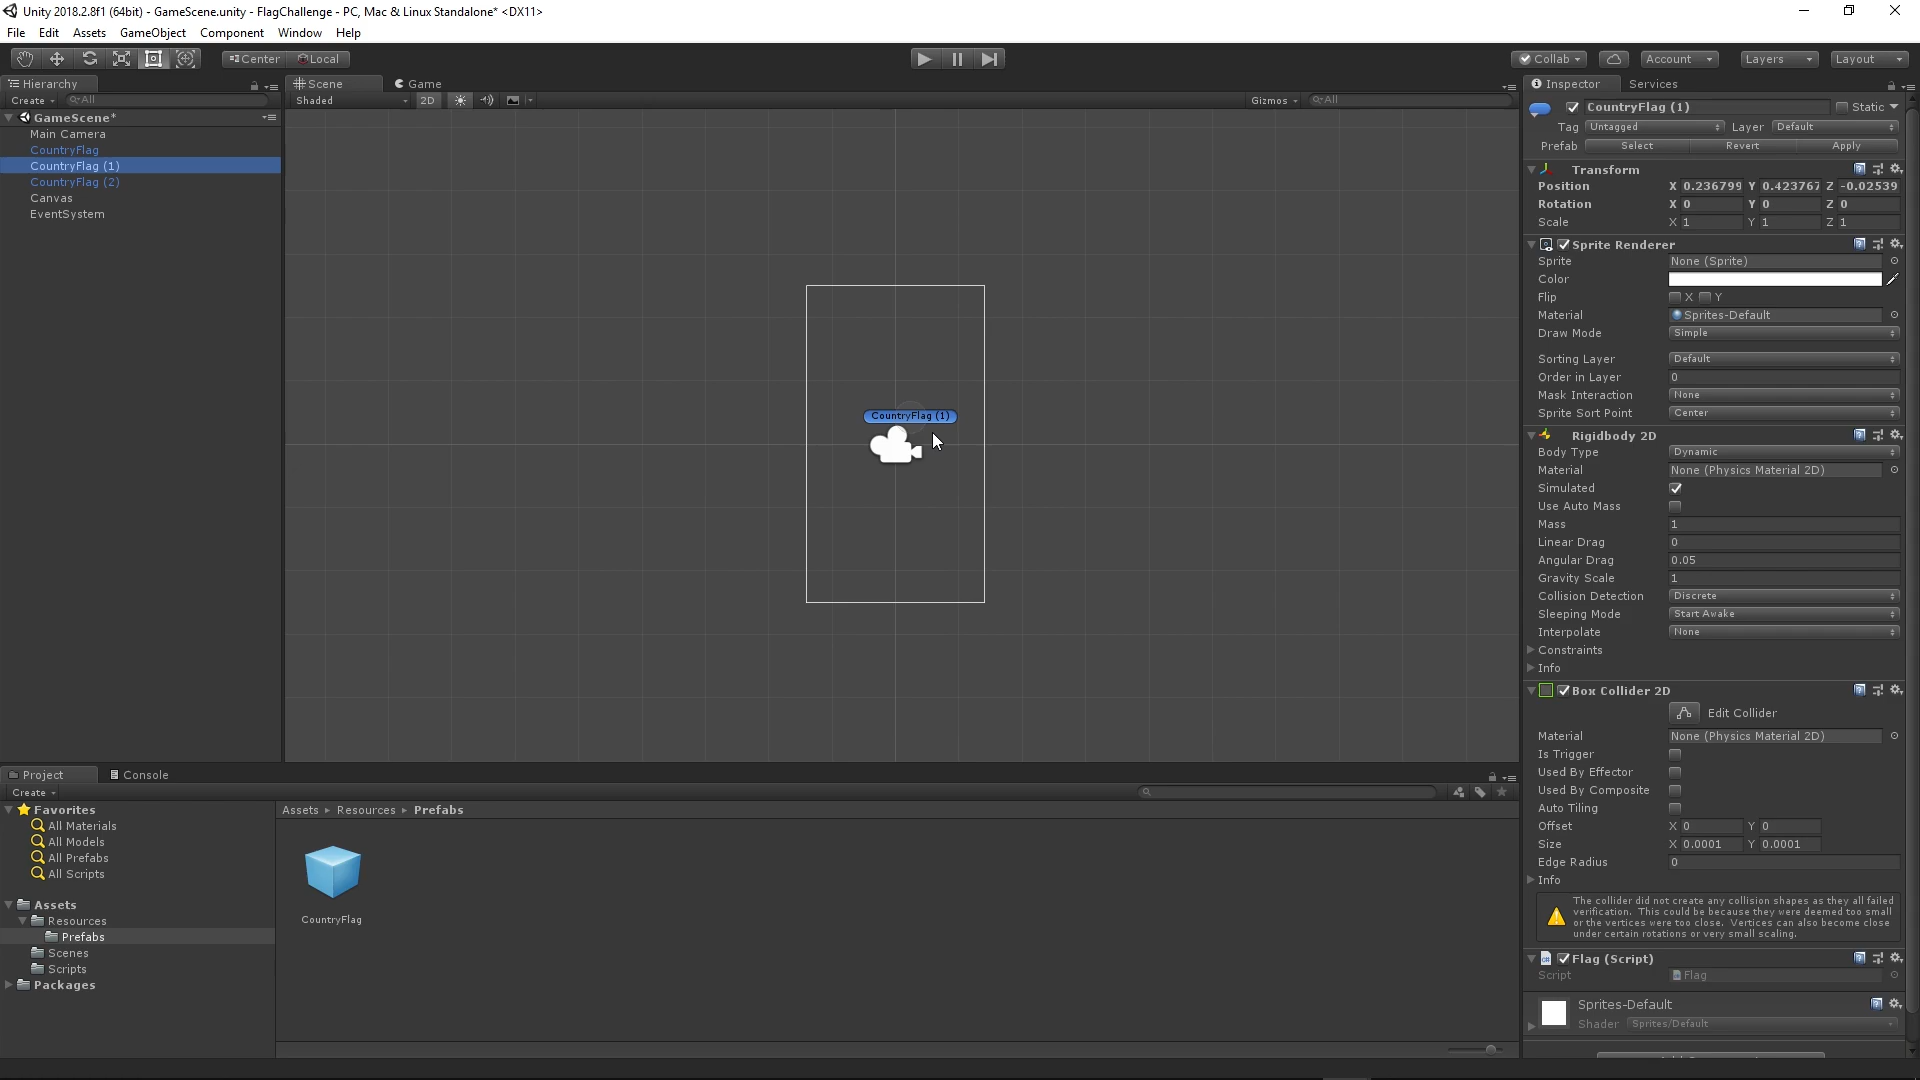 Unity 2018.2.8f1 (64bit) - GameScene.unity - FlagChallenge - PC, Mac & Linux Standalone* <DX11>
File Edit Assets GameObject Component Window Help
Center Local
Collab Account Layers Layout
Hierarchy
Create All
GameScene*
Main Camera
CountryFlag
CountryFlag (1)
CountryFlag (2)
Canvas
EventSystem
Scene Game
Shaded 2D Gizmos All
CountryFlag (1)
Inspector Services
CountryFlag (1) Static
Tag Untagged Layer Default
Prefab Select Revert Apply
Transform
Position X 0.236799 Y 0.423767 Z -0.02539
Rotation X 0 Y 0 Z 0
Scale X 1 Y 1 Z 1
Sprite Renderer
Sprite None (Sprite)
Color
Flip X Y
Material Sprites-Default
Draw Mode Simple
Sorting Layer Default
Order in Layer 0
Mask Interaction None
Sprite Sort Point Center
Rigidbody 2D
Body Type Dynamic
Material None (Physics Material 2D)
Simulated
Use Auto Mass
Mass 1
Linear Drag 0
Angular Drag 0.05
Gravity Scale 1
Collision Detection Discrete
Sleeping Mode Start Awake
Interpolate None
Constraints
Info
Box Collider 2D
Edit Collider
Material None (Physics Material 2D)
Is Trigger
Used By Effector
Used By Composite
Auto Tiling
Offset X 0 Y 0
Size X 0.0001 Y 0.0001
Edge Radius 0
Info
The collider did not create any collision shapes as they all failed
verification. This could be because they were deemed too small
or the vertices were too close. Vertices can also become close
under certain rotations or very small scaling.
Flag (Script)
Script Flag
Sprites-Default
Shader Sprites/Default
Project Console
Create
Favorites
All Materials
All Models
All Prefabs
All Scripts
Assets
Resources
Prefabs
Scenes
Scripts
Packages
Assets Resources Prefabs
CountryFlag